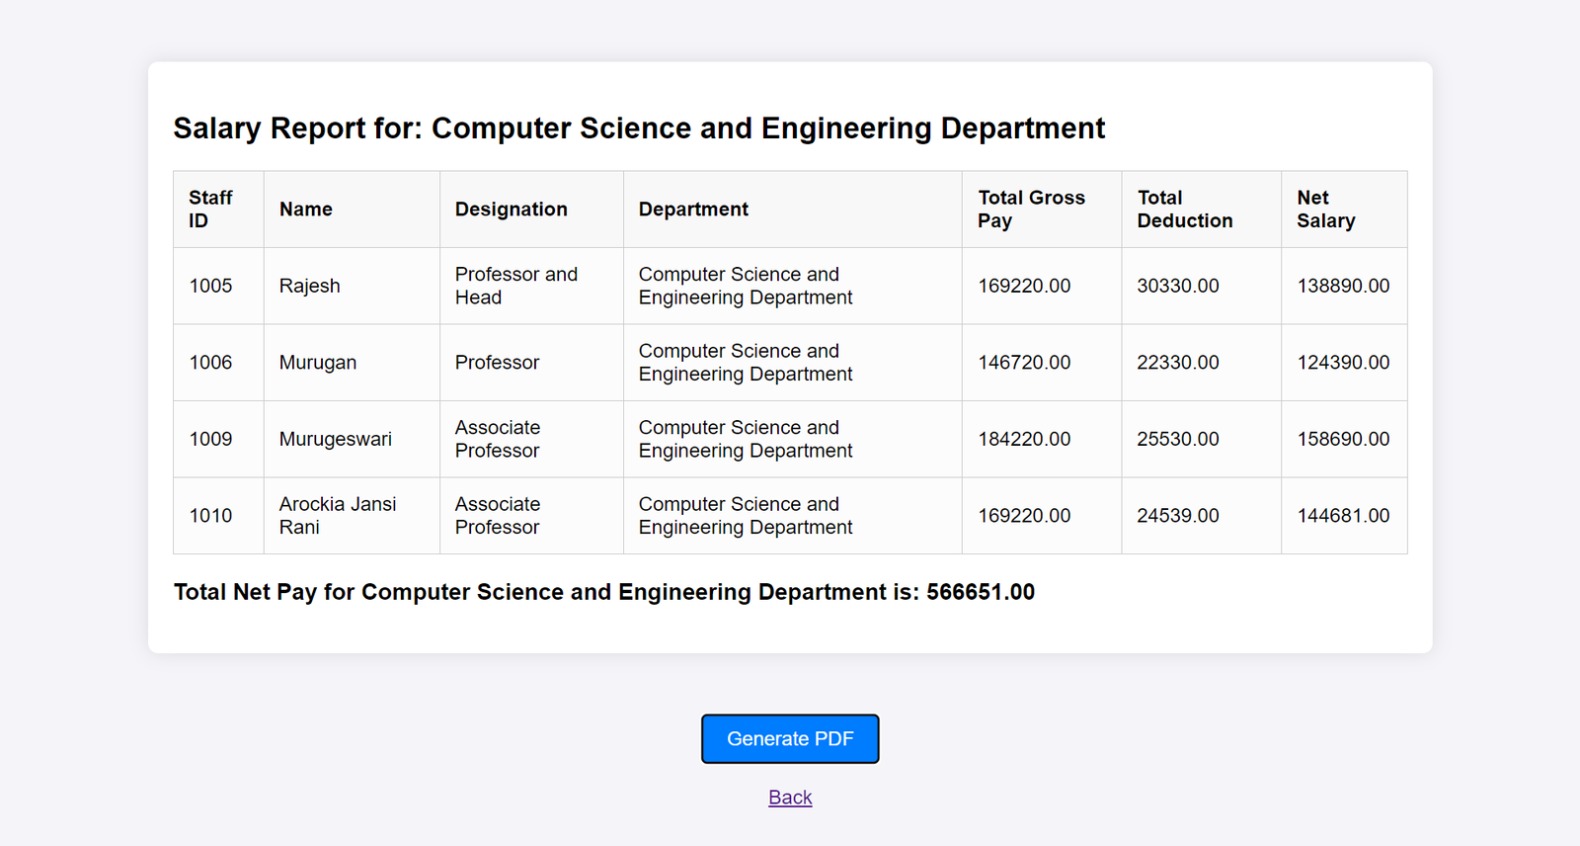 Salary Report for: Computer Science and Engineering Department
Staff ID Name Designation Department Total Gross Pay Total Deduction Net Salary
1005 Rajesh Professor and Head Computer Science and Engineering Department 169220.00 30330.00 138890.00
1006 Murugan Professor Computer Science and Engineering Department 146720.00 22330.00 124390.00
1009 Murugeswari Associate Professor Computer Science and Engineering Department 184220.00 25530.00 158690.00
1010 Arockia Jansi Rani Associate Professor Computer Science and Engineering Department 169220.00 24539.00 144681.00
Total Net Pay for Computer Science and Engineering Department is: 566651.00
Generate PDF
Back